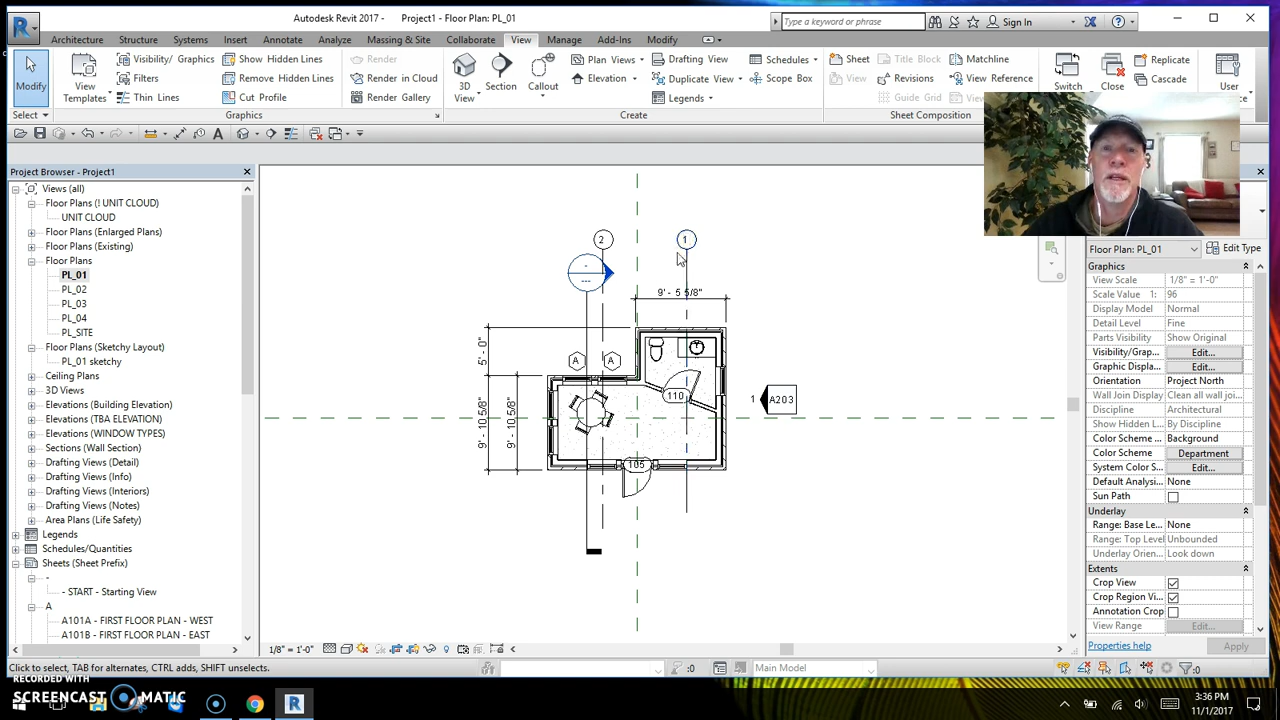 Autodesk Revit 2017 - Project1 - Floor Plan: PL_01
Type a keyword or phrase
Sign In
Architecture Structure Systems Insert Annotate Analyze Massing & Site Collaborate View Manage Add-Ins Modify
Modify
Select
View Templates
Visibility/ Graphics
Filters
Thin Lines
Show Hidden Lines
Remove Hidden Lines
Cut Profile
Graphics
Render
Render in Cloud
Render Gallery
3D View
Section
Callout
Plan Views
Elevation
Drafting View
Duplicate View
Legends
Schedules
Scope Box
Create
Sheet
View
Title Block
Revisions
Guide Grid
Matchline
View Reference
Sheet Composition
Switch
Close
Replicate
Cascade
User
Project Browser - Project1
Views (all)
Floor Plans (! UNIT CLOUD)
UNIT CLOUD
Floor Plans (Enlarged Plans)
Floor Plans (Existing)
Floor Plans
PL_01
PL_02
PL_03
PL_04
PL_SITE
Floor Plans (Sketchy Layout)
PL_01 sketchy
Ceiling Plans
3D Views
Elevations (Building Elevation)
Elevations (TBA ELEVATION)
Elevations (WINDOW TYPES)
Sections (Wall Section)
Drafting Views (Detail)
Drafting Views (Info)
Drafting Views (Interiors)
Drafting Views (Notes)
Area Plans (Life Safety)
Legends
Schedules/Quantities
Sheets (Sheet Prefix)
-
- START - Starting View
A
A101A - FIRST FLOOR PLAN - WEST
A101B - FIRST FLOOR PLAN - EAST
2 1
9' - 5 5/8"
5' - 0"
A A
110
1 A203
9' - 10 5/8"
9' - 10 5/8"
105
Floor Plan: PL_01
Edit Type
Graphics
View Scale 1/8" = 1'-0"
Scale Value 1: 96
Display Model Normal
Detail Level Fine
Parts Visibility Show Original
Visibility/Grap... Edit...
Graphic Displa... Edit...
Orientation Project North
Wall Join Display Clean all wall joi...
Discipline Architectural
Show Hidden L... By Discipline
Color Scheme ... Background
Color Scheme Department
System Color S... Edit...
Default Analysi... None
Sun Path
Underlay
Range: Base Le... None
Range: Top Level Unbounded
Underlay Orien... Look down
Extents
Crop View
Crop Region Vi...
Annotation Crop
View Range Edit...
Properties help
Apply
1/8" = 1'-0"
Click to select, TAB for alternates, CTRL adds, SHIFT unselects.
:0
Main Model
:0
RECORDED WITH
SCREENCAST MATIC
3:36 PM
11/1/2017